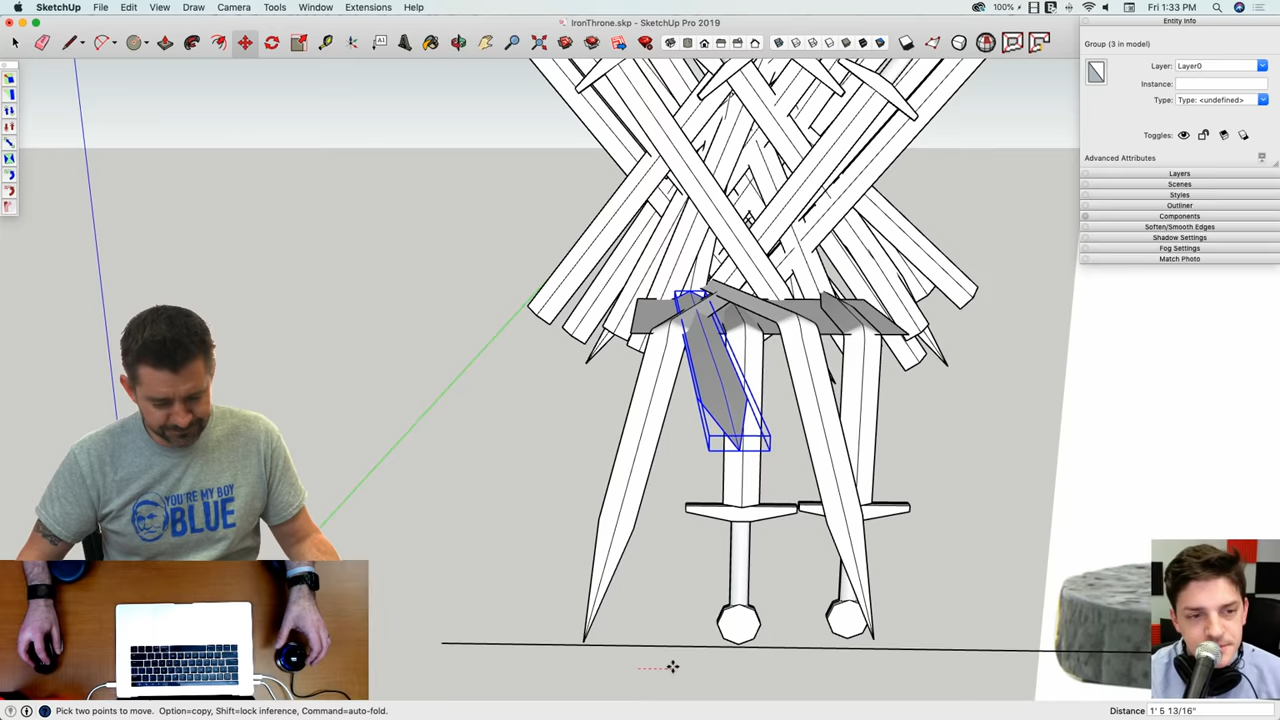 SketchUp File Edit View Draw Camera Tools Window Extensions Help
100% Fri 1:33 PM
IronThrone.skp - SketchUp Pro 2019
Entity Info
Group (3 in model)
Layer: Layer0
Instance:
Type: Type: <undefined>
Toggles:
Advanced Attributes
Layers
Scenes
Styles
Outliner
Components
Soften/Smooth Edges
Shadow Settings
Fog Settings
Match Photo
YOU'RE MY BOY
BLUE
Pick two points to move. Option=copy, Shift=lock inference, Command=auto-fold.
Distance 1' 5 13/16"